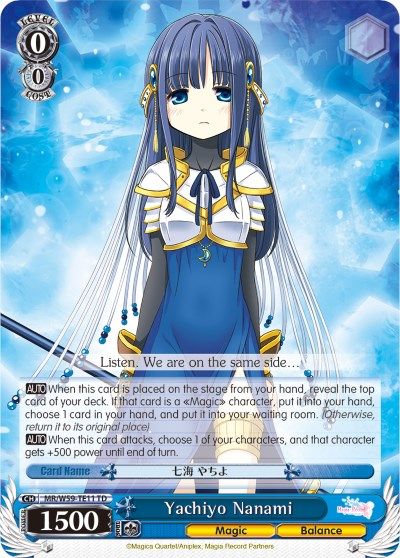 LEVEL
0
0
COST
Listen. We are on the same side…
AUTO When this card is placed on the stage from your hand, reveal the top
card of your deck. If that card is a «Magic» character, put it into your hand,
choose 1 card in your hand, and put it into your waiting room. (Otherwise,
return it to its original place)
AUTO When this card attacks, choose 1 of your characters, and that character
gets +500 power until end of turn.
Card Name 七海 やちよ
CH MR/W59-TE11 TD
Yachiyo Nanami
POWER 1500
Magic Balance
©Magica Quartet/Aniplex, Magia Record Partners